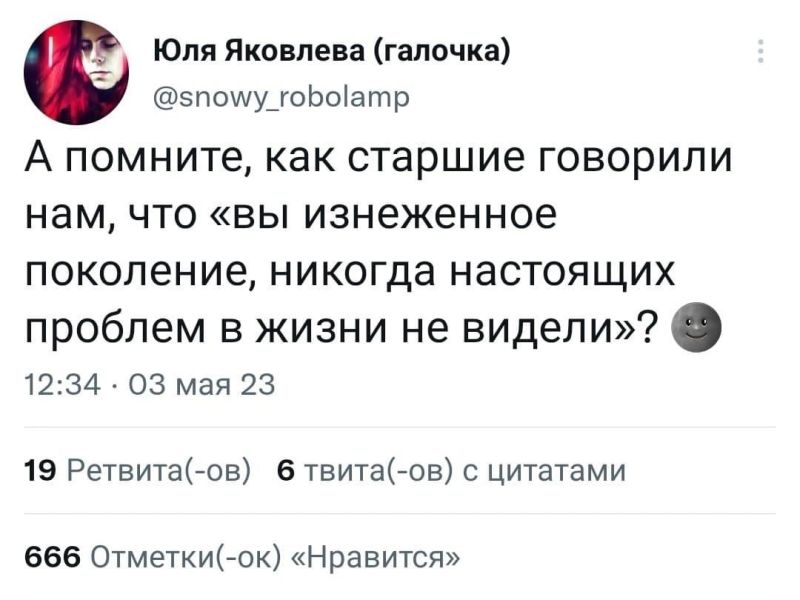 Юля Яковлева (галочка)
@snowy_robolamp
А помните, как старшие говорили
нам, что «вы изнеженное
поколение, никогда настоящих
проблем в жизни не видели»? 🌚
12:34 · 03 мая 23
19 Ретвита(-ов) 6 твита(-ов) с цитатами
666 Отметки(-ок) «Нравится»